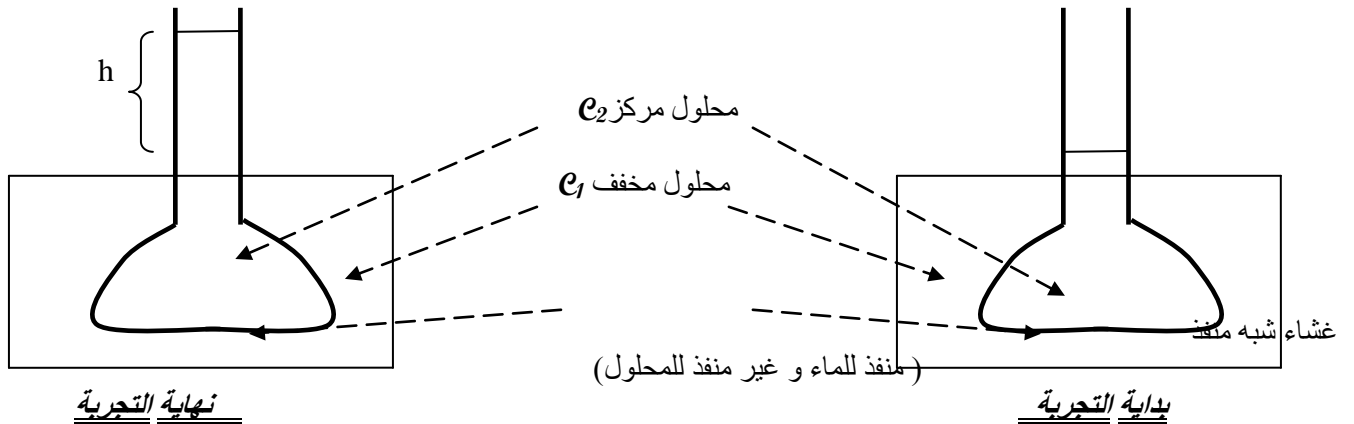 h
محلول مركز C2
محلول مخفف C1
غشاء شبه منفذ
( منفذ للماء و غير منفذ للمحلول)
بداية التجربة
نهاية التجربة